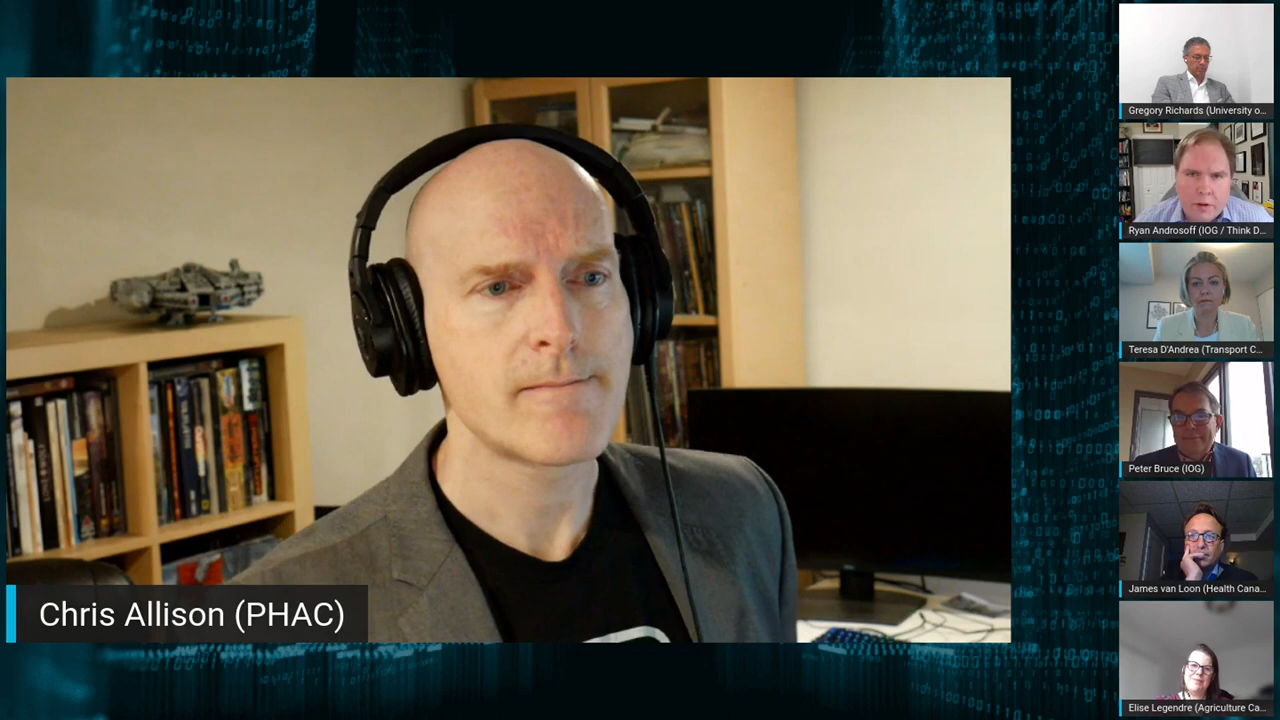 Chris Allison (PHAC)
Gregory Richards (University o...
Ryan Androsoff (IOG / Think D...
Teresa D'Andrea (Transport C...
Peter Bruce (IOG)
James van Loon (Health Cana...
Elise Legendre (Agriculture Ca...